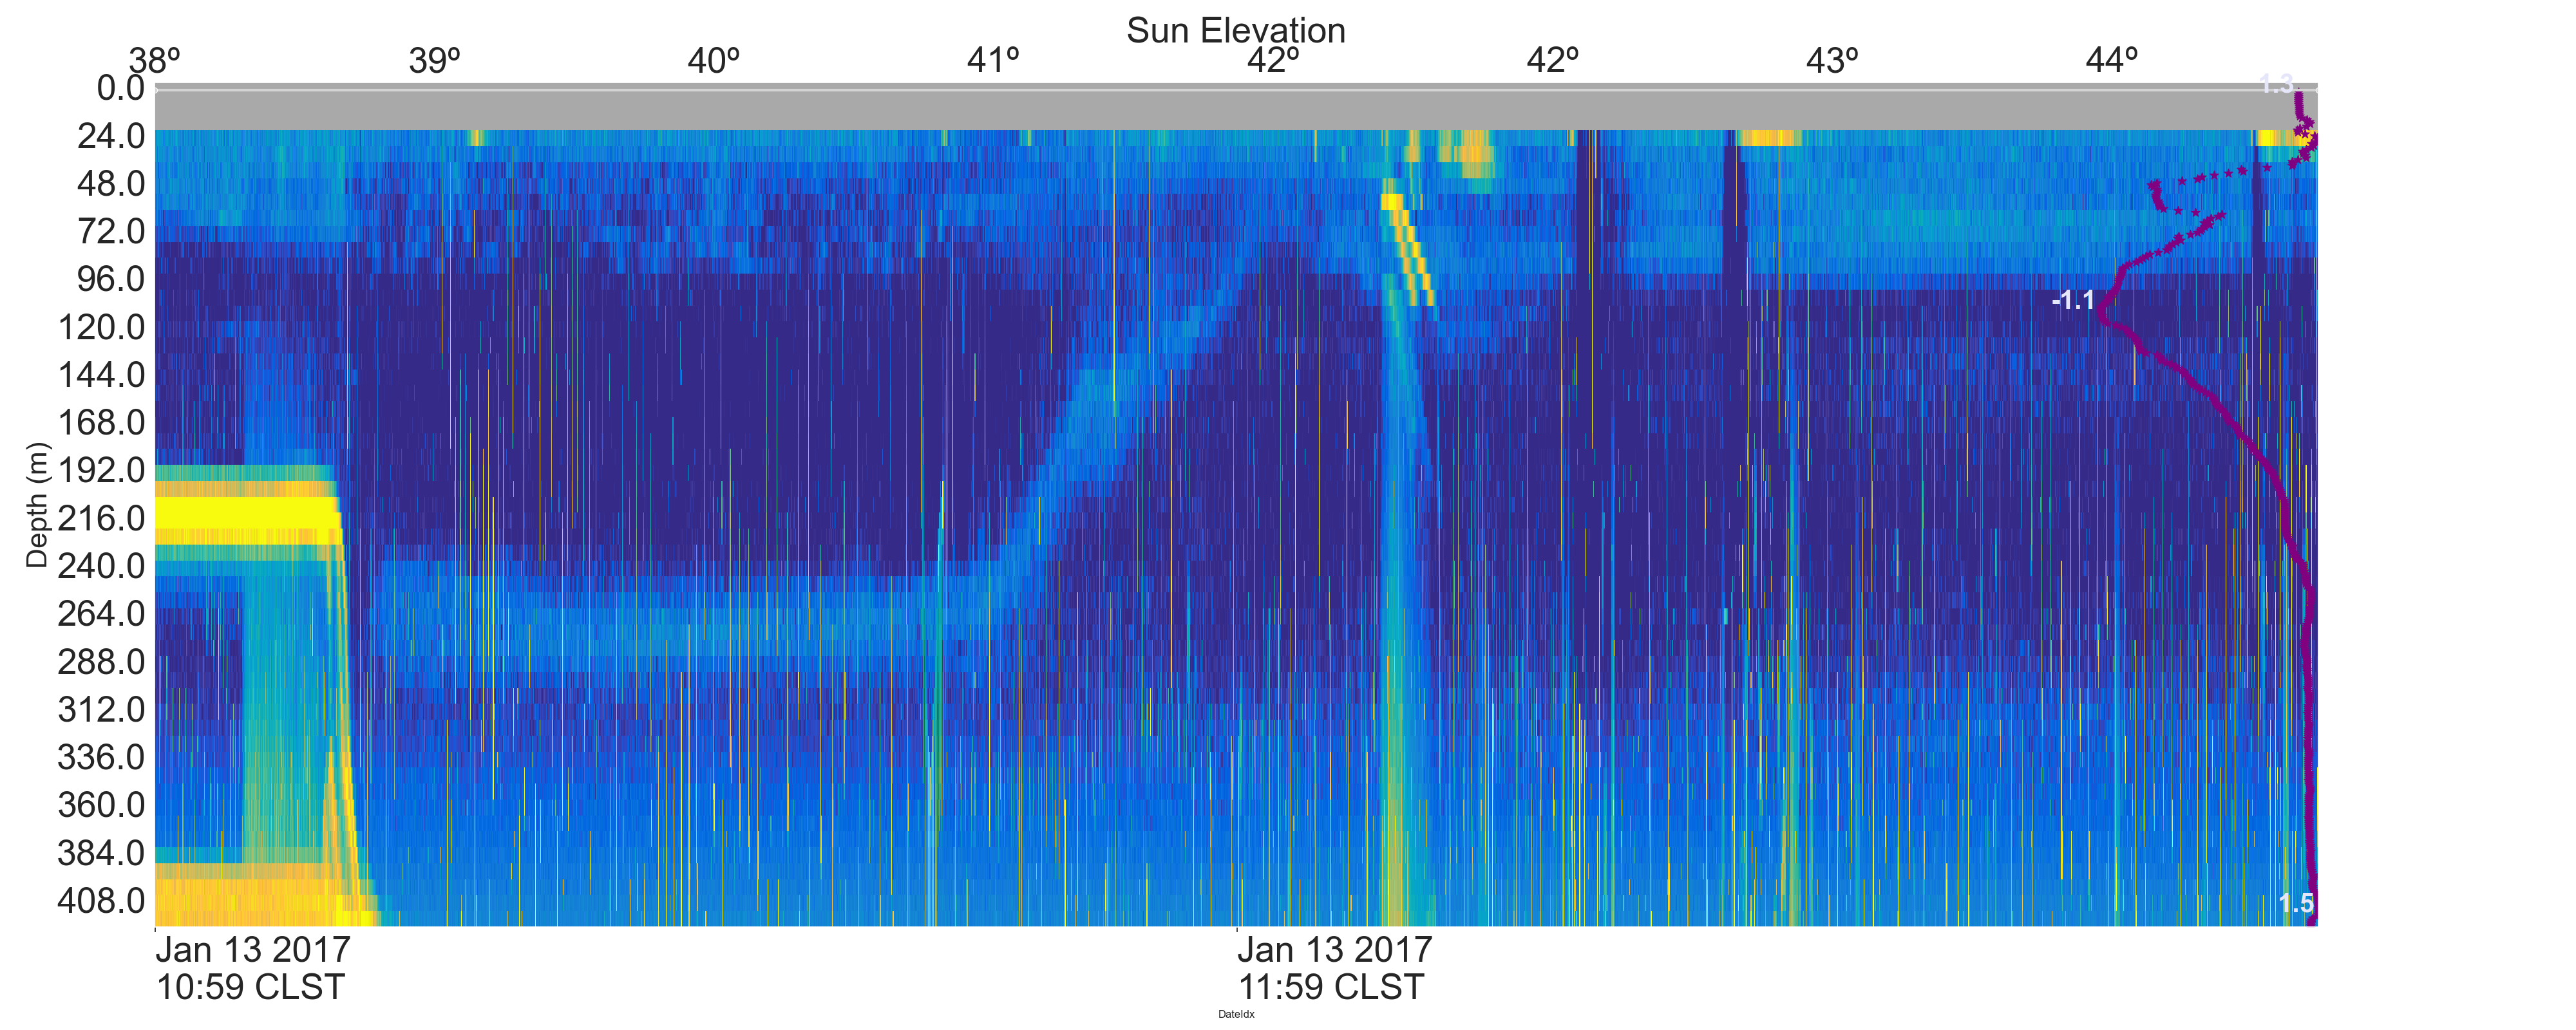 Sun Elevation
38º 39º 40º 41º 42º 42º 43º 44º
0.0
24.0
48.0
72.0
96.0
120.0
144.0
168.0
192.0
216.0
240.0
264.0
288.0
312.0
336.0
360.0
384.0
408.0
Depth (m)
1.3
-1.1
1.5
Jan 13 2017
10:59 CLST
Jan 13 2017
11:59 CLST
DateIdx